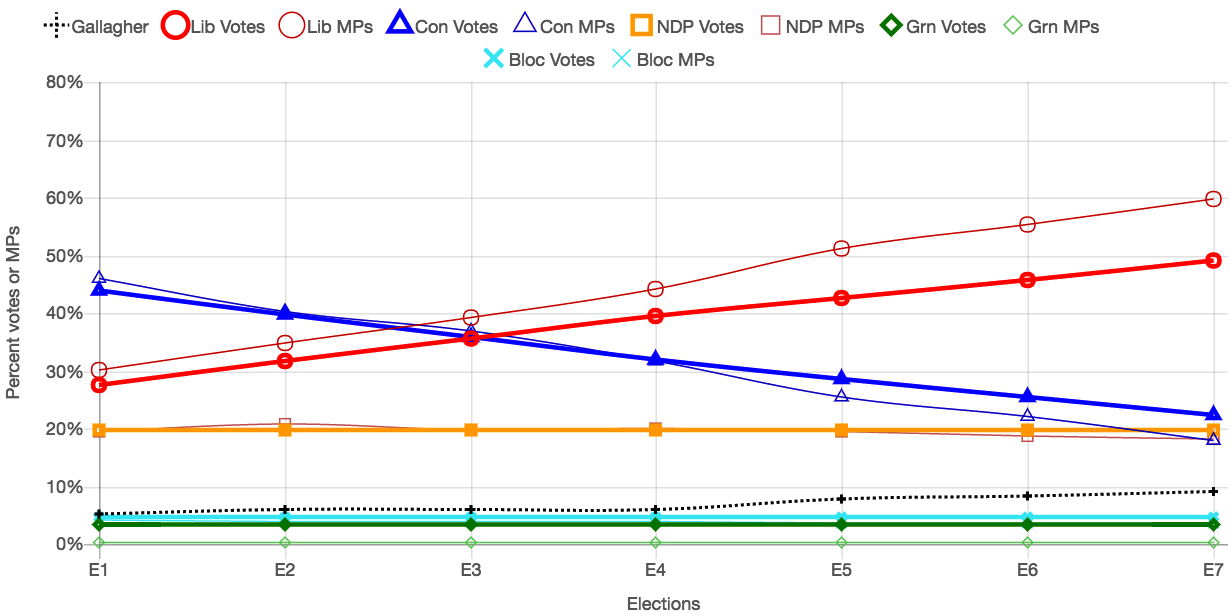 Gallagher Lib Votes Lib MPs Con Votes Con MPs NDP Votes NDP MPs Grn Votes Grn MPs
Bloc Votes Bloc MPs
80%
70%
60%
50%
40%
30%
20%
10%
0%
Percent votes or MPs
E1 E2 E3 E4 E5 E6 E7
Elections